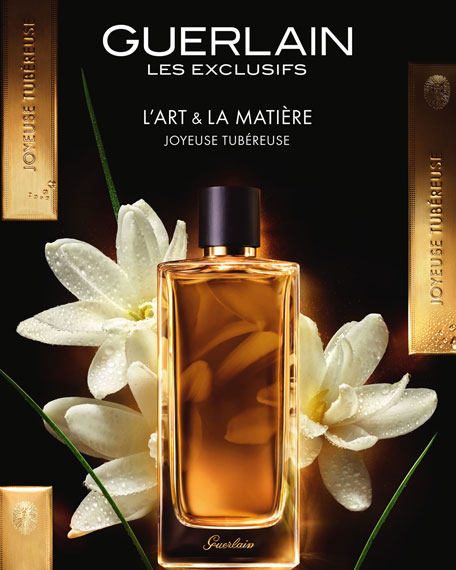 GUERLAIN
LES EXCLUSIFS
L'ART & LA MATIÈRE
JOYEUSE TUBÉREUSE
JOYEUSE TUBÉREUSE
JOYEUSE TUBÉREUSE
Guerlain